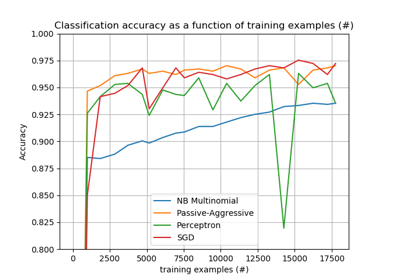 Classification accuracy as a function of training examples (#)
1.000
0.975
0.950
0.925
0.900
0.875
0.850
0.825
0.800
Accuracy
NB Multinomial
Passive-Aggressive
Perceptron
SGD
0 2500 5000 7500 10000 12500 15000 17500
training examples (#)